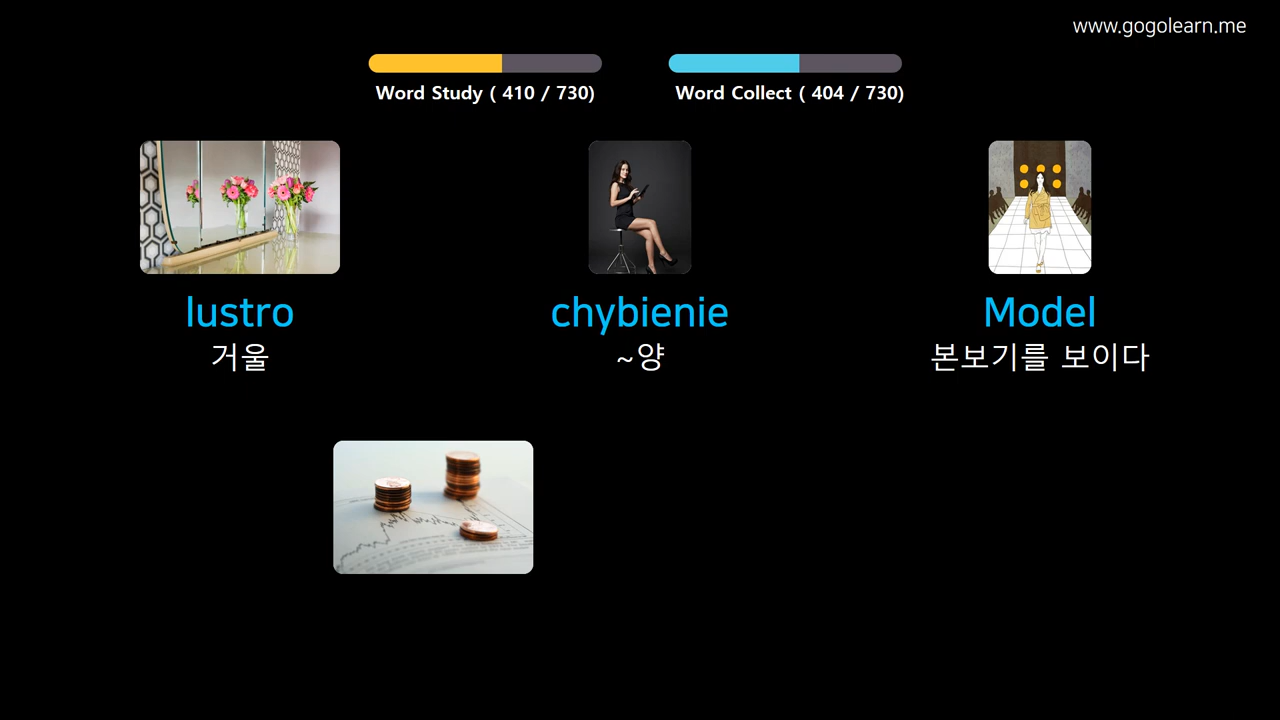 www.gogolearn.me
Word Study ( 410 / 730)
Word Collect ( 404 / 730)
lustro
chybienie
Model
거울
~양
본보기를 보이다